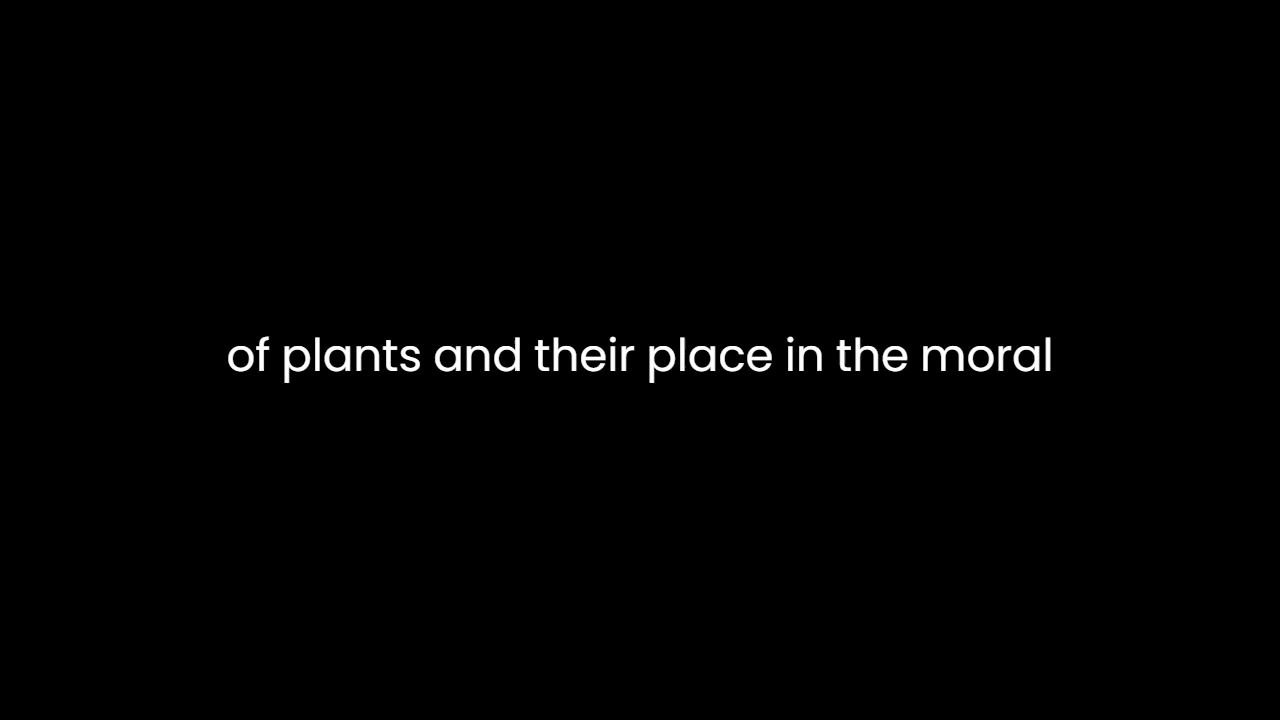 of plants and their place in the moral